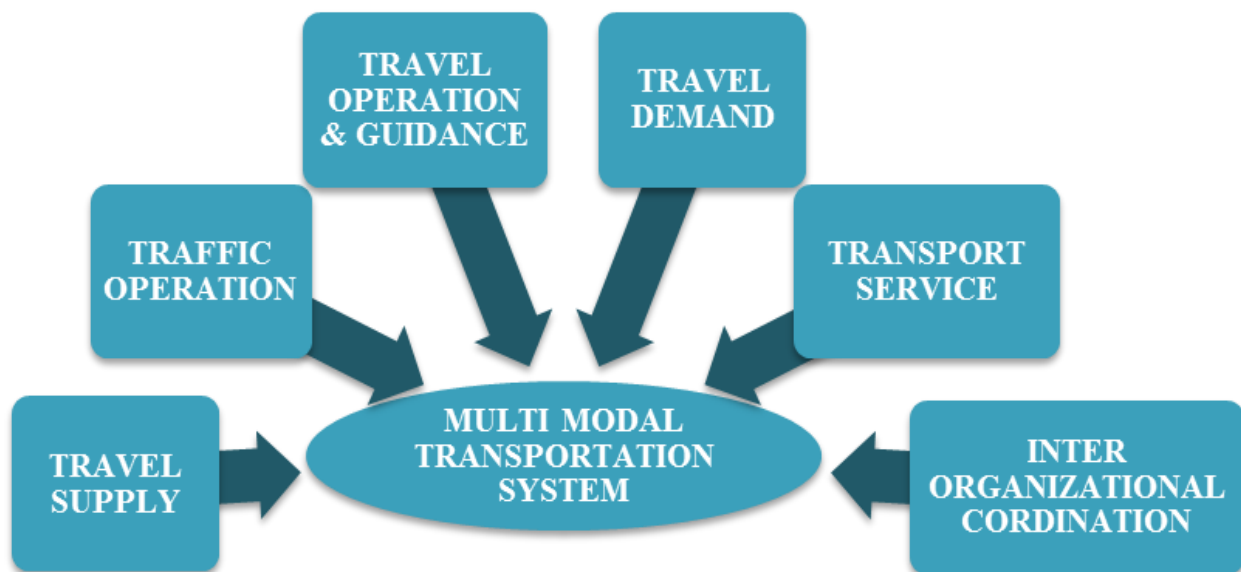 TRAVEL
OPERATION
& GUIDANCE
TRAVEL
DEMAND
TRAFFIC
OPERATION
TRANSPORT
SERVICE
TRAVEL
SUPPLY
MULTI MODAL
TRANSPORTATION
SYSTEM
INTER
ORGANIZATIONAL
CORDINATION